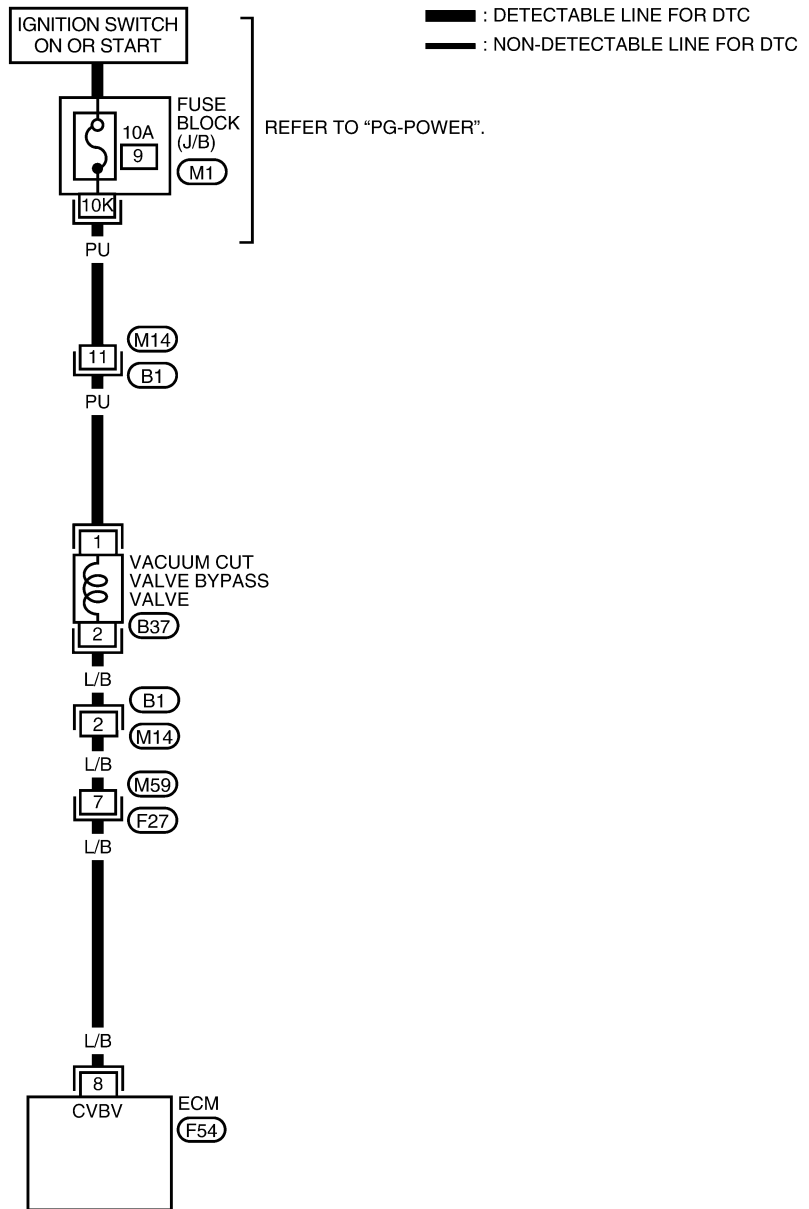 IGNITION SWITCH
ON OR START
: DETECTABLE LINE FOR DTC
: NON-DETECTABLE LINE FOR DTC
FUSE
BLOCK
(J/B)
10A
9
M1
REFER TO “PG-POWER”.
10K
PU
11
M14
B1
PU
1
VACUUM CUT
VALVE BYPASS
VALVE
B37
2
L/B
B1
2
M14
L/B
M59
7
F27
L/B
L/B
8
CVBV
ECM
F54